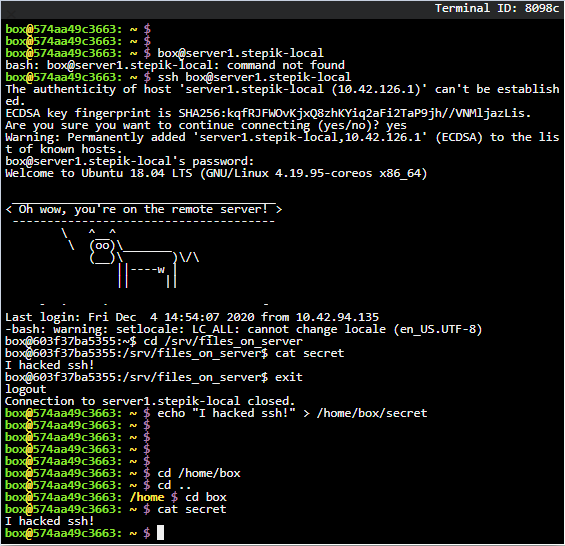 Terminal ID: 8098c
box@574aa49c3663: ~ $
box@574aa49c3663: ~ $
box@574aa49c3663: ~ $ box@server1.stepik-local
bash: box@server1.stepik-local: command not found
box@574aa49c3663: ~ $ ssh box@server1.stepik-local
The authenticity of host 'server1.stepik-local (10.42.126.1)' can't be establish
ed.
ECDSA key fingerprint is SHA256:kqfRJFWOvKjxQ8zhKYiq2aFi2TaP9jh//VNMljazLis.
Are you sure you want to continue connecting (yes/no)? yes
Warning: Permanently added 'server1.stepik-local,10.42.126.1' (ECDSA) to the lis
t of known hosts.
box@server1.stepik-local's password:
Welcome to Ubuntu 18.04 LTS (GNU/Linux 4.19.95-coreos x86_64)
 ____________________________________
< Oh wow, you're on the remote server! >
 ------------------------------------
        \   ^__^
         \  (oo)\_______
            (__)\       )\/\
                ||----w |
                ||     ||
Last login: Fri Dec  4 14:54:07 2020 from 10.42.94.135
-bash: warning: setlocale: LC_ALL: cannot change locale (en_US.UTF-8)
box@603f37ba5355:~$ cd /srv/files_on_server
box@603f37ba5355:/srv/files_on_server$ cat secret
I hacked ssh!
box@603f37ba5355:/srv/files_on_server$ exit
logout
Connection to server1.stepik-local closed.
box@574aa49c3663: ~ $ echo "I hacked ssh!" > /home/box/secret
box@574aa49c3663: ~ $
box@574aa49c3663: ~ $
box@574aa49c3663: ~ $
box@574aa49c3663: ~ $ cd /home/box
box@574aa49c3663: ~ $ cd ..
box@574aa49c3663: /home $ cd box
box@574aa49c3663: ~ $ cat secret
I hacked ssh!
box@574aa49c3663: ~ $